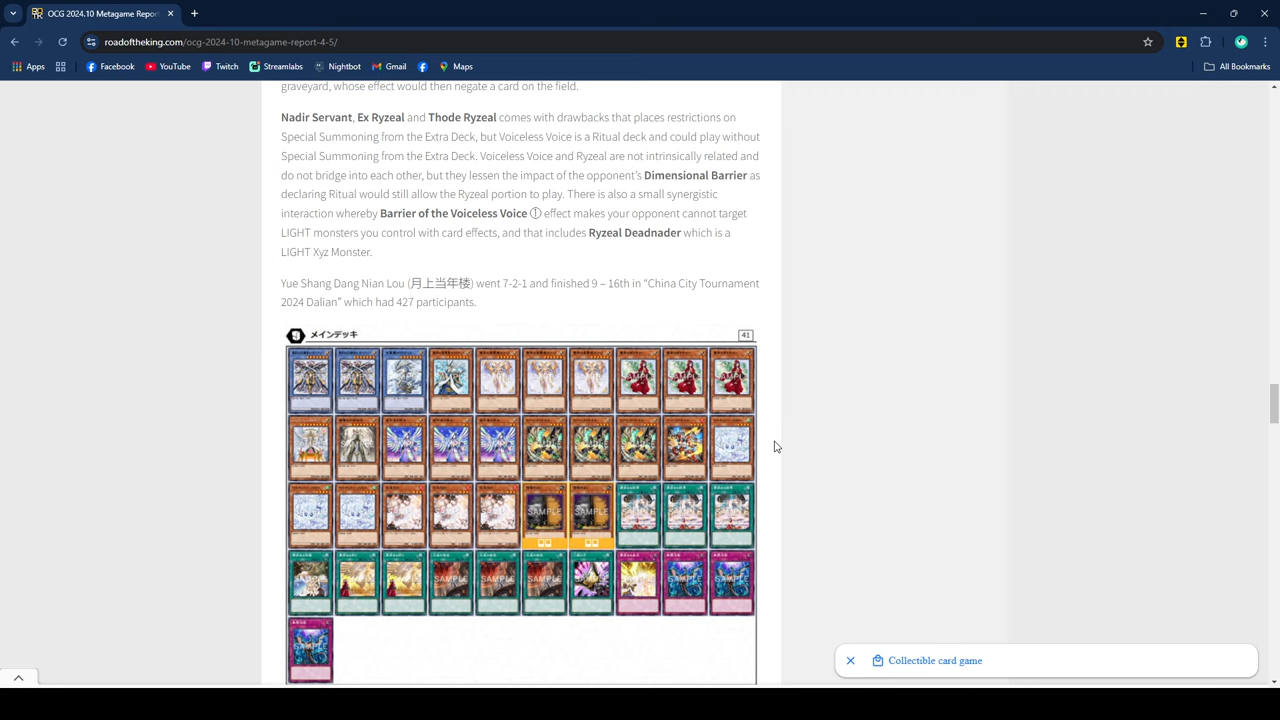 OCG 2024.10 Metagame Repor
roadoftheking.com/ocg-2024-10-metagame-report-4-5/
Apps Facebook YouTube Twitch Streamlabs Nightbot Gmail Maps All Bookmarks
graveyard, whose effect would then negate a card on the field.
Nadir Servant, Ex Ryzeal and Thode Ryzeal comes with drawbacks that places restrictions on
Special Summoning from the Extra Deck, but Voiceless Voice is a Ritual deck and could play without
Special Summoning from the Extra Deck. Voiceless Voice and Ryzeal are not intrinsically related and
do not bridge into each other, but they lessen the impact of the opponent's Dimensional Barrier as
declaring Ritual would still allow the Ryzeal portion to play. There is also a small synergistic
interaction whereby Barrier of the Voiceless Voice ① effect makes your opponent cannot target
LIGHT monsters you control with card effects, and that includes Ryzeal Deadnader which is a
LIGHT Xyz Monster.
Yue Shang Dang Nian Lou (月上当年楼) went 7-2-1 and finished 9 – 16th in “China City Tournament
2024 Dalian” which had 427 participants.
メインデッキ 41
SAMPLE
Collectible card game